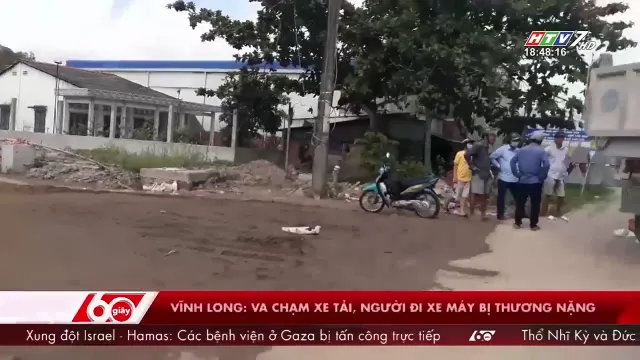 HTV7 HD
18:48:16
60 giây
VĨNH LONG: VA CHẠM XE TẢI, NGƯỜI ĐI XE MÁY BỊ THƯƠNG NẶNG
Xung đột Israel - Hamas: Các bệnh viện ở Gaza bị tấn công trực tiếp 60 Thổ Nhĩ Kỳ và Đức